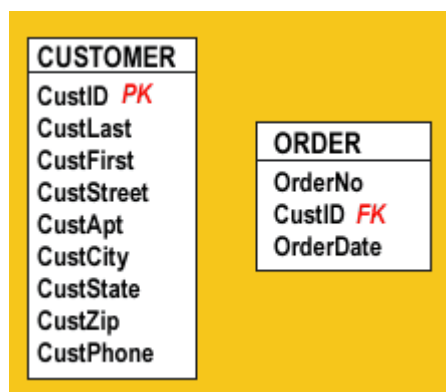 CUSTOMER
CustID PK
CustLast
CustFirst
CustStreet
CustApt
CustCity
CustState
CustZip
CustPhone
ORDER
OrderNo
CustID FK
OrderDate